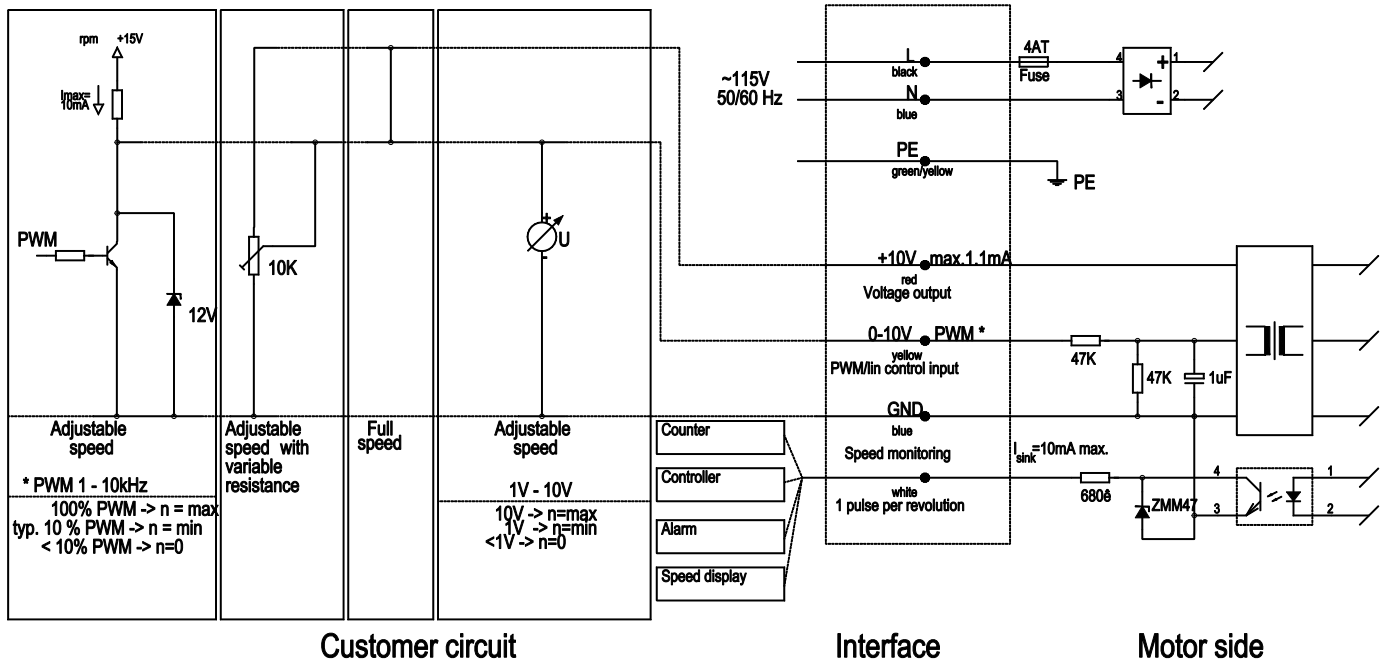 rpm +15V
Imax=
10mA
PWM
12V
Adjustable
speed
* PWM 1 - 10kHz
100% PWM -> n = max
typ. 10 % PWM -> n = min
< 10% PWM -> n=0
10K
Adjustable
speed with
variable
resistance
Full
speed
+
U
-
Adjustable
speed
1V - 10V
10V -> n=max
1V -> n=min
<1V -> n=0
Counter
Controller
Alarm
Speed display
~115V
50/60 Hz
L
black
N
blue
PE
green/yellow
+10V max.1.1mA
red
Voltage output
0-10V PWM *
yellow
PWM/lin control input
GND
blue
Speed monitoring
white
1 pulse per revolution
4AT
Fuse
4 + 1
3 - 2
PE
47K
47K
1uF
Isink=10mA max.
680ê
ZMM47
4 1
3 2
Customer circuit
Interface
Motor side